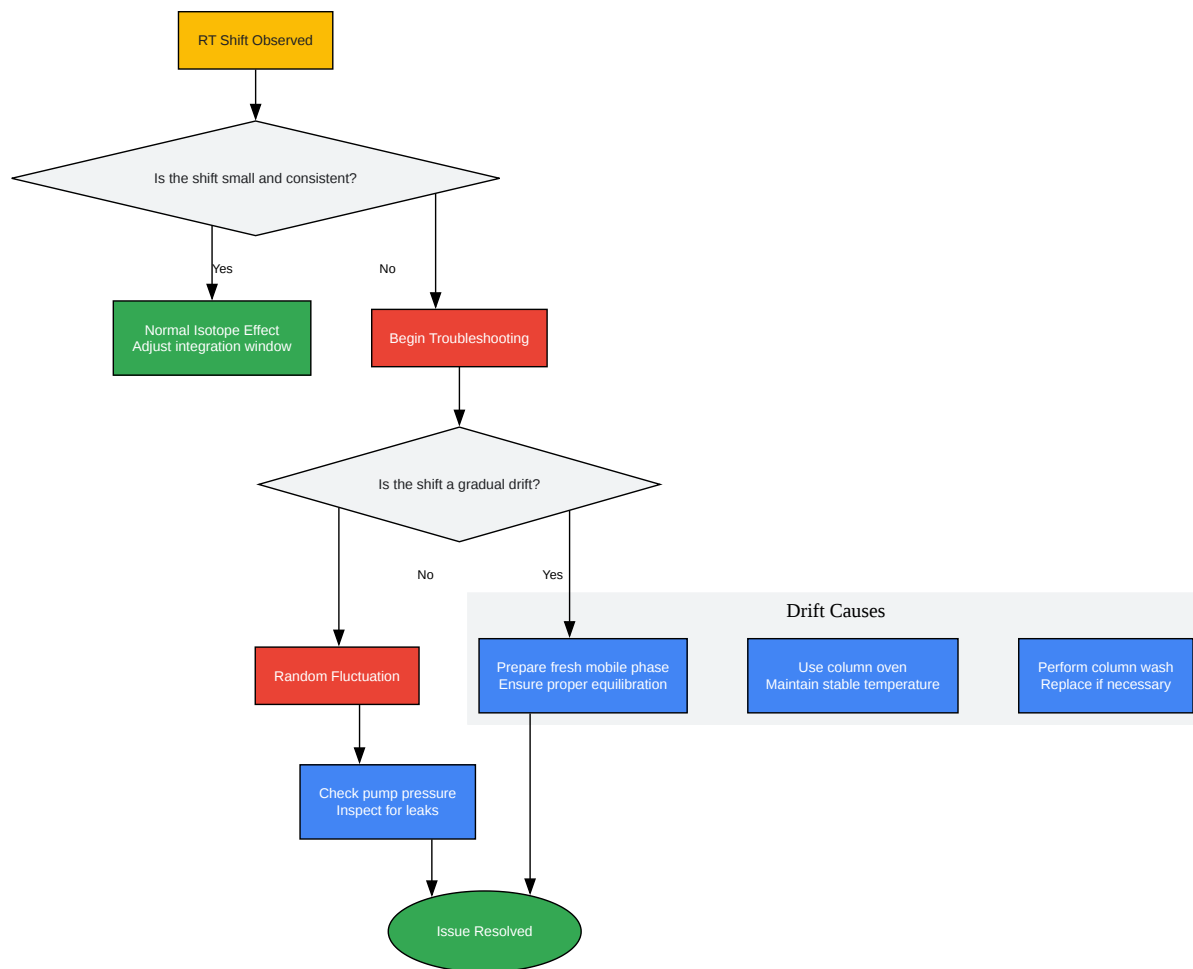 RT Shift Observed
Is the shift small and consistent?
Yes
No
Normal Isotope Effect
Adjust integration window
Begin Troubleshooting
Is the shift a gradual drift?
No
Yes
Drift Causes
Prepare fresh mobile phase
Ensure proper equilibration
Use column oven
Maintain stable temperature
Perform column wash
Replace if necessary
Random Fluctuation
Check pump pressure
Inspect for leaks
Issue Resolved